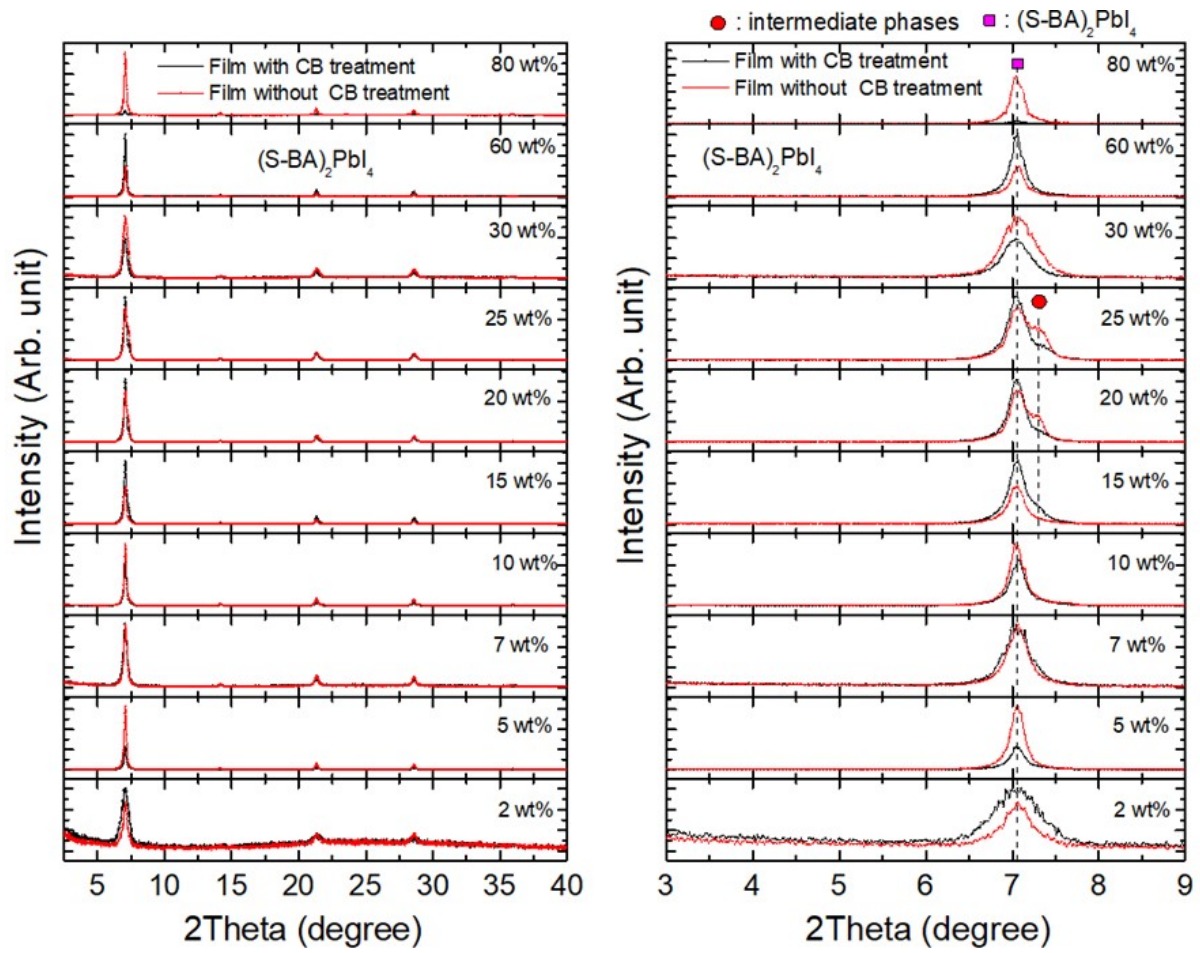 : intermediate phases : (S-BA)₂PbI₄
Film with CB treatment
Film without CB treatment
80 wt%
(S-BA)₂PbI₄
60 wt%
30 wt%
25 wt%
20 wt%
15 wt%
10 wt%
7 wt%
5 wt%
2 wt%
5 10 15 20 25 30 35 40
2Theta (degree)
Intensity (Arb. unit)
Film with CB treatment
Film without CB treatment
80 wt%
(S-BA)₂PbI₄
60 wt%
30 wt%
25 wt%
20 wt%
15 wt%
10 wt%
7 wt%
5 wt%
2 wt%
3 4 5 6 7 8 9
2Theta (degree)
Intensity (Arb. unit)